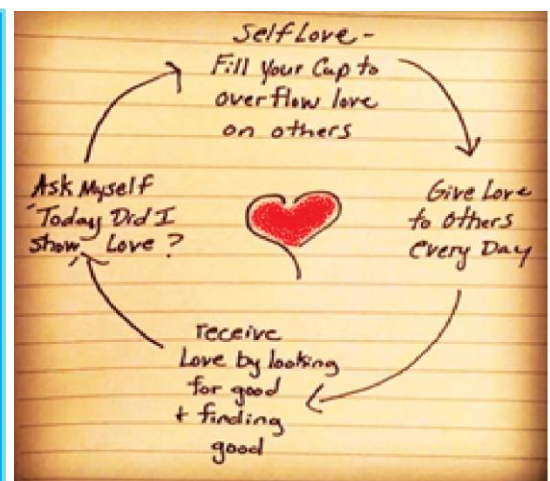 Self Love -
Fill Your Cup to
overflow love
on others
Give Love
to Others
Every Day
receive
Love by looking
for good
+ finding
good
Ask Myself
"Today Did I
show Love ?